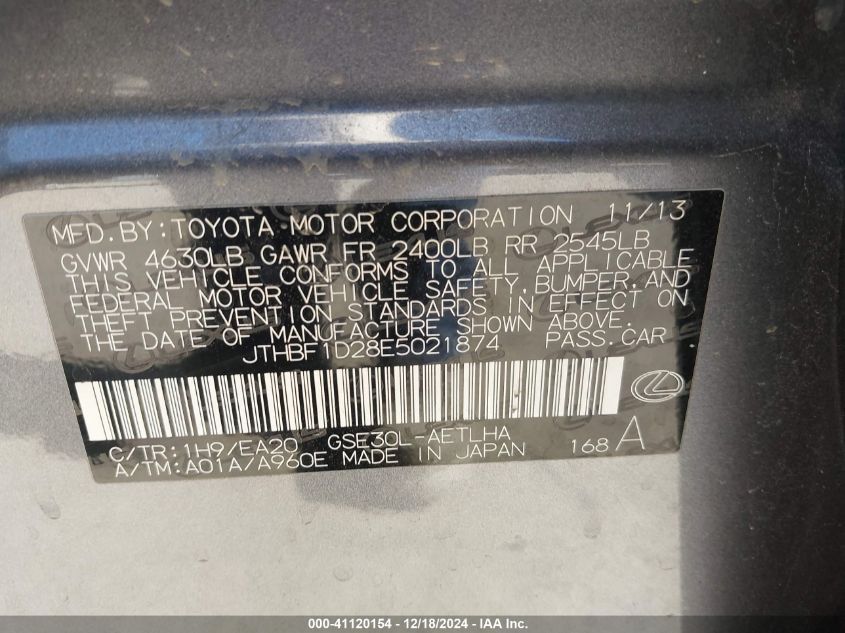 MFD. BY: TOYOTA MOTOR CORPORATION 11/13
GVWR 4630LB GAWR FR 2400LB RR 2545LB
THIS VEHICLE CONFORMS TO ALL APPLICABLE
FEDERAL MOTOR VEHICLE SAFETY, BUMPER, AND
THEFT PREVENTION STANDARDS IN EFFECT ON
THE DATE OF MANUFACTURE SHOWN ABOVE.
JTHBF1D28E5021874 PASS. CAR
C/TR: 1H9/EA20 GSE30L-AETLHA
A/TM: A01A/A960E MADE IN JAPAN 168 A
000-41120154 - 12/18/2024 - IAA Inc.